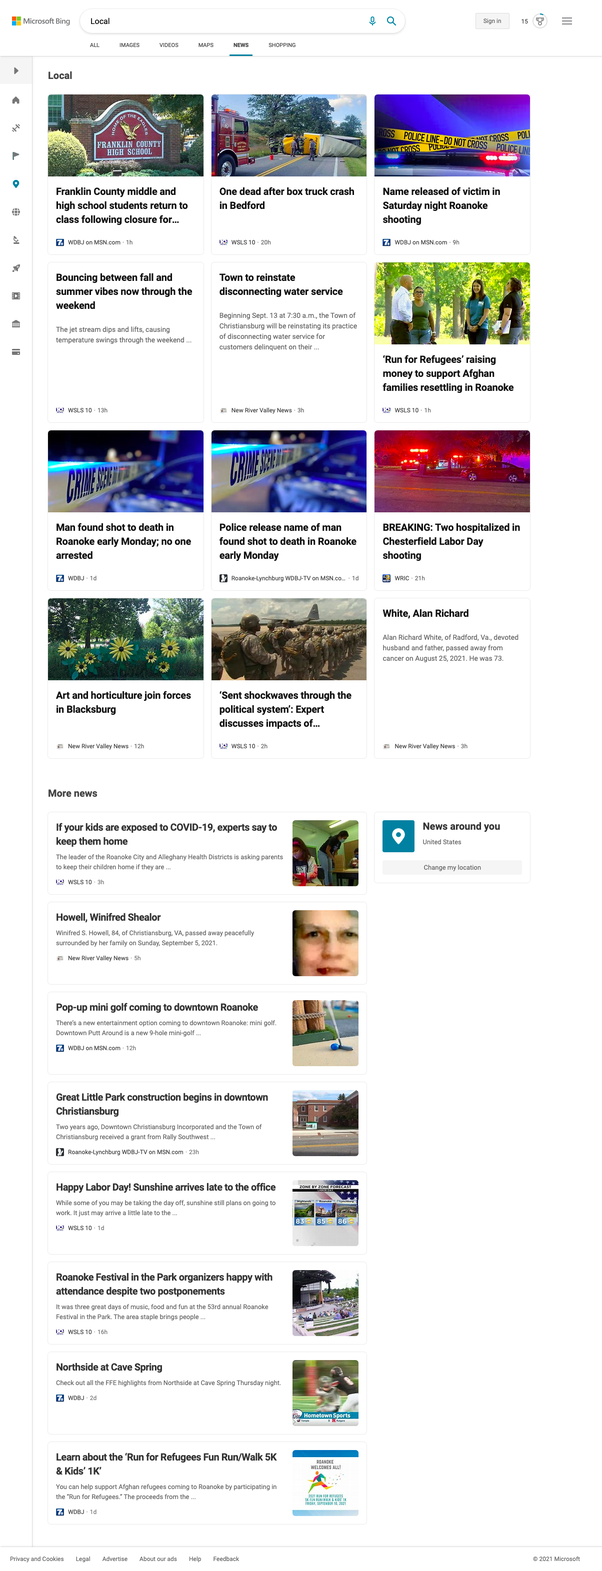 Microsoft Bing
Local
Sign in
15
ALL
IMAGES
VIDEOS
MAPS
NEWS
SHOPPING
Local
HOME OF THE EAGLES
FRANKLIN COUNTY
HIGH SCHOOL
POLICE LINE-DO NOT CROSS
Franklin County middle and
high school students return to
class following closure for…
WDBJ on MSN.com · 1h
One dead after box truck crash
in Bedford
WSLS 10 · 20h
Name released of victim in
Saturday night Roanoke
shooting
WDBJ on MSN.com · 9h
Bouncing between fall and
summer vibes now through the
weekend
The jet stream dips and lifts, causing
temperature swings through the weekend ...
WSLS 10 · 13h
Town to reinstate
disconnecting water service
Beginning Sept. 13 at 7:30 a.m., the Town of
Christiansburg will be reinstating its practice
of disconnecting water service for
customers delinquent on their ...
New River Valley News · 3h
‘Run for Refugees’ raising
money to support Afghan
families resettling in Roanoke
WSLS 10 · 1h
CRIME SCENE
CRIME SCENE
Man found shot to death in
Roanoke early Monday; no one
arrested
WDBJ · 1d
Police release name of man
found shot to death in Roanoke
early Monday
Roanoke-Lynchburg WDBJ-TV on MSN.co… · 1d
BREAKING: Two hospitalized in
Chesterfield Labor Day
shooting
WRIC · 21h
Art and horticulture join forces
in Blacksburg
New River Valley News · 12h
‘Sent shockwaves through the
political system’: Expert
discusses impacts of…
WSLS 10 · 2h
White, Alan Richard
Alan Richard White, of Radford, Va., devoted
husband and father, passed away from
cancer on August 25, 2021. He was 73.
New River Valley News · 3h
More news
If your kids are exposed to COVID-19, experts say to
keep them home
The leader of the Roanoke City and Alleghany Health Districts is asking parents
to keep their children home if they are ...
WSLS 10 · 3h
News around you
United States
Change my location
Howell, Winifred Shealor
Winifred S. Howell, 84, of Christiansburg, VA, passed away peacefully
surrounded by her family on Sunday, September 5, 2021.
New River Valley News · 5h
Pop-up mini golf coming to downtown Roanoke
There’s a new entertainment option coming to downtown Roanoke: mini golf.
Downtown Putt Around is a new 9-hole mini-golf ...
WDBJ on MSN.com · 12h
Great Little Park construction begins in downtown
Christiansburg
Two years ago, Downtown Christiansburg Incorporated and the Town of
Christiansburg received a grant from Rally Southwest ...
Roanoke-Lynchburg WDBJ-TV on MSN.com · 23h
Happy Labor Day! Sunshine arrives late to the office
While some of you may be taking the day off, sunshine still plans on going to
work. It just may arrive a little late to the ...
WSLS 10 · 1d
ZONE BY ZONE FORECAST
83
85
86
Roanoke Festival in the Park organizers happy with
attendance despite two postponements
It was three great days of music, food and fun at the 53rd annual Roanoke
Festival in the Park. The area staple brings people ...
WSLS 10 · 16h
Northside at Cave Spring
Check out all the FFE highlights from Northside at Cave Spring Thursday night.
WDBJ · 2d
Hometown Sports
Learn about the ‘Run for Refugees Fun Run/Walk 5K
& Kids’ 1K’
You can help support Afghan refugees coming to Roanoke by participating in
the “Run for Refugees.” The proceeds from the ...
WDBJ · 1d
ROANOKE
WELCOMES ALL!
Privacy and Cookies
Legal
Advertise
About our ads
Help
Feedback
© 2021 Microsoft